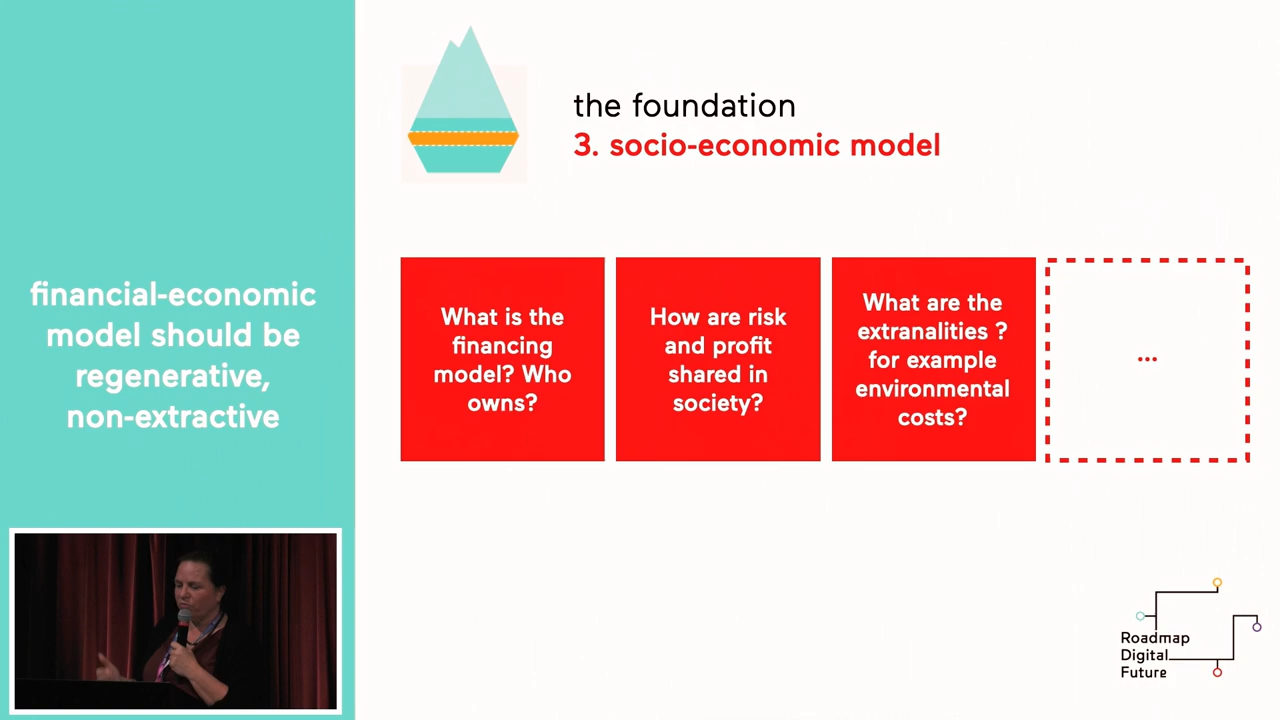 the foundation
3. socio-economic model
financial-economic
model should be
regenerative,
non-extractive
What is the
financing
model? Who
owns?
How are risk
and profit
shared in
society?
What are the
extranalities ?
for example
environmental
costs?
...
Roadmap
Digital
Future